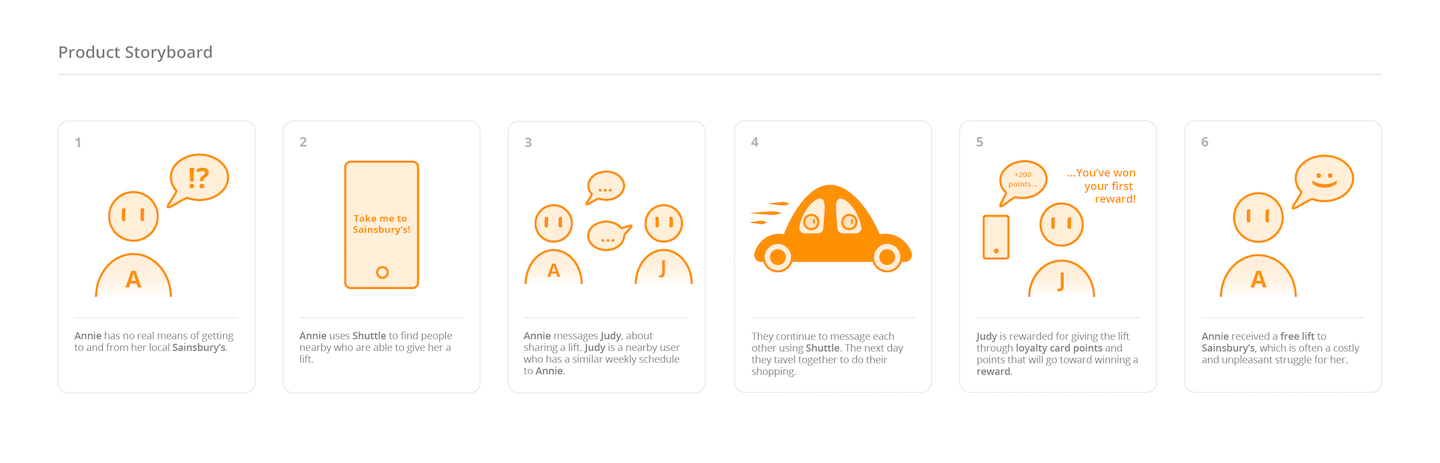 Product Storyboard
1
!?
A
Annie has no real means of getting
to and from her local Sainsbury's.
2
Take me to
Sainsbury's!
Annie uses Shuttle to find people
nearby who are able to give her a
lift.
3
...
...
A
J
Annie messages Judy, about
sharing a lift. Judy is a nearby user
who has a similar weekly schedule
to Annie.
4
They continue to message each
other using Shuttle. The next day
they tavel together to do their
shopping.
5
+200
points...
...You've won
your first
reward!
J
Judy is rewarded for giving the lift
through loyalty card points and
points that will go toward winning a
reward.
6
A
Annie received a free lift to
Sainsbury's, which is often a costly
and unpleasant struggle for her.